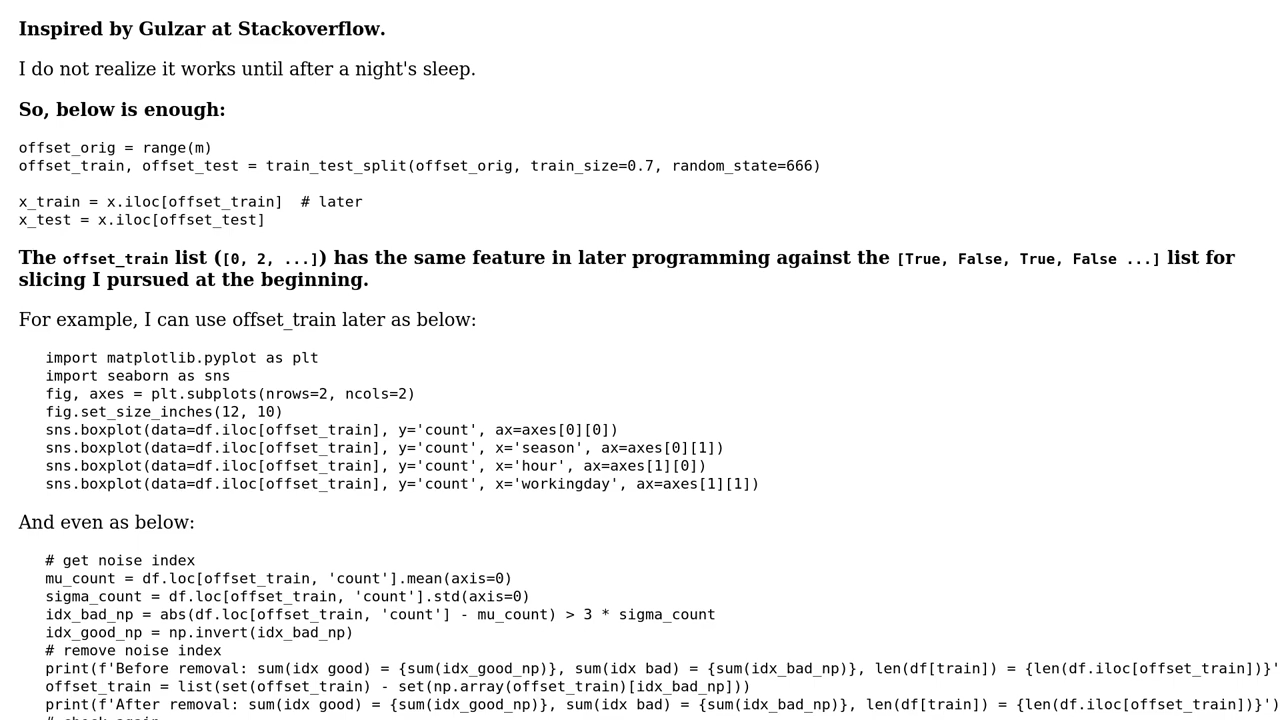 Inspired by Gulzar at Stackoverflow.
I do not realize it works until after a night's sleep.
So, below is enough:
offset_orig = range(m)
offset_train, offset_test = train_test_split(offset_orig, train_size=0.7, random_state=666)
x_train = x.iloc[offset_train]  # later
x_test = x.iloc[offset_test]
The offset_train list ([0, 2, ...]) has the same feature in later programming against the [True, False, True, False ...] list for
slicing I pursued at the beginning.
For example, I can use offset_train later as below:
import matplotlib.pyplot as plt
import seaborn as sns
fig, axes = plt.subplots(nrows=2, ncols=2)
fig.set_size_inches(12, 10)
sns.boxplot(data=df.iloc[offset_train], y='count', ax=axes[0][0])
sns.boxplot(data=df.iloc[offset_train], y='count', x='season', ax=axes[0][1])
sns.boxplot(data=df.iloc[offset_train], y='count', x='hour', ax=axes[1][0])
sns.boxplot(data=df.iloc[offset_train], y='count', x='workingday', ax=axes[1][1])
And even as below:
# get noise index
mu_count = df.loc[offset_train, 'count'].mean(axis=0)
sigma_count = df.loc[offset_train, 'count'].std(axis=0)
idx_bad_np = abs(df.loc[offset_train, 'count'] - mu_count) > 3 * sigma_count
idx_good_np = np.invert(idx_bad_np)
# remove noise index
print(f'Before removal: sum(idx good) = {sum(idx_good_np)}, sum(idx bad) = {sum(idx_bad_np)}, len(df[train]) = {len(df.iloc[offset_train])}'
offset_train = list(set(offset_train) - set(np.array(offset_train)[idx_bad_np]))
print(f'After removal: sum(idx good) = {sum(idx_good_np)}, sum(idx bad) = {sum(idx_bad_np)}, len(df[train]) = {len(df.iloc[offset_train])}')
# check again